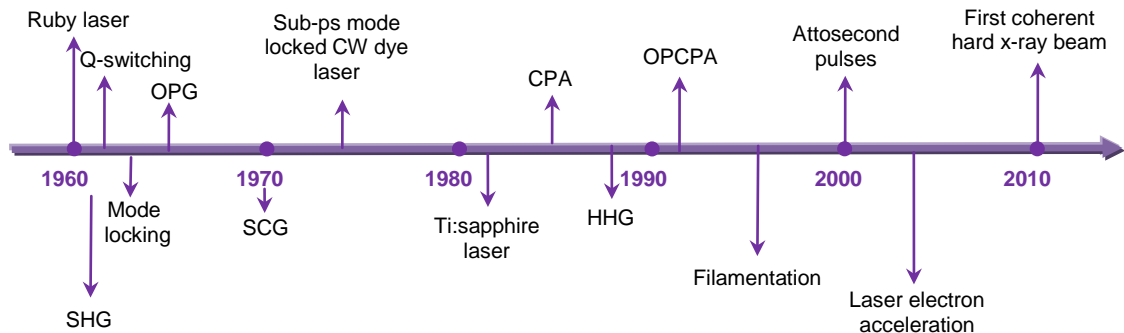 Ruby laser
Q-switching
OPG
Sub-ps mode
locked CW dye
laser
CPA
OPCPA
Attosecond
pulses
First coherent
hard x-ray beam
1960
1970
1980
1990
2000
2010
SHG
Mode
locking
SCG
Ti:sapphire
laser
HHG
Filamentation
Laser electron
acceleration